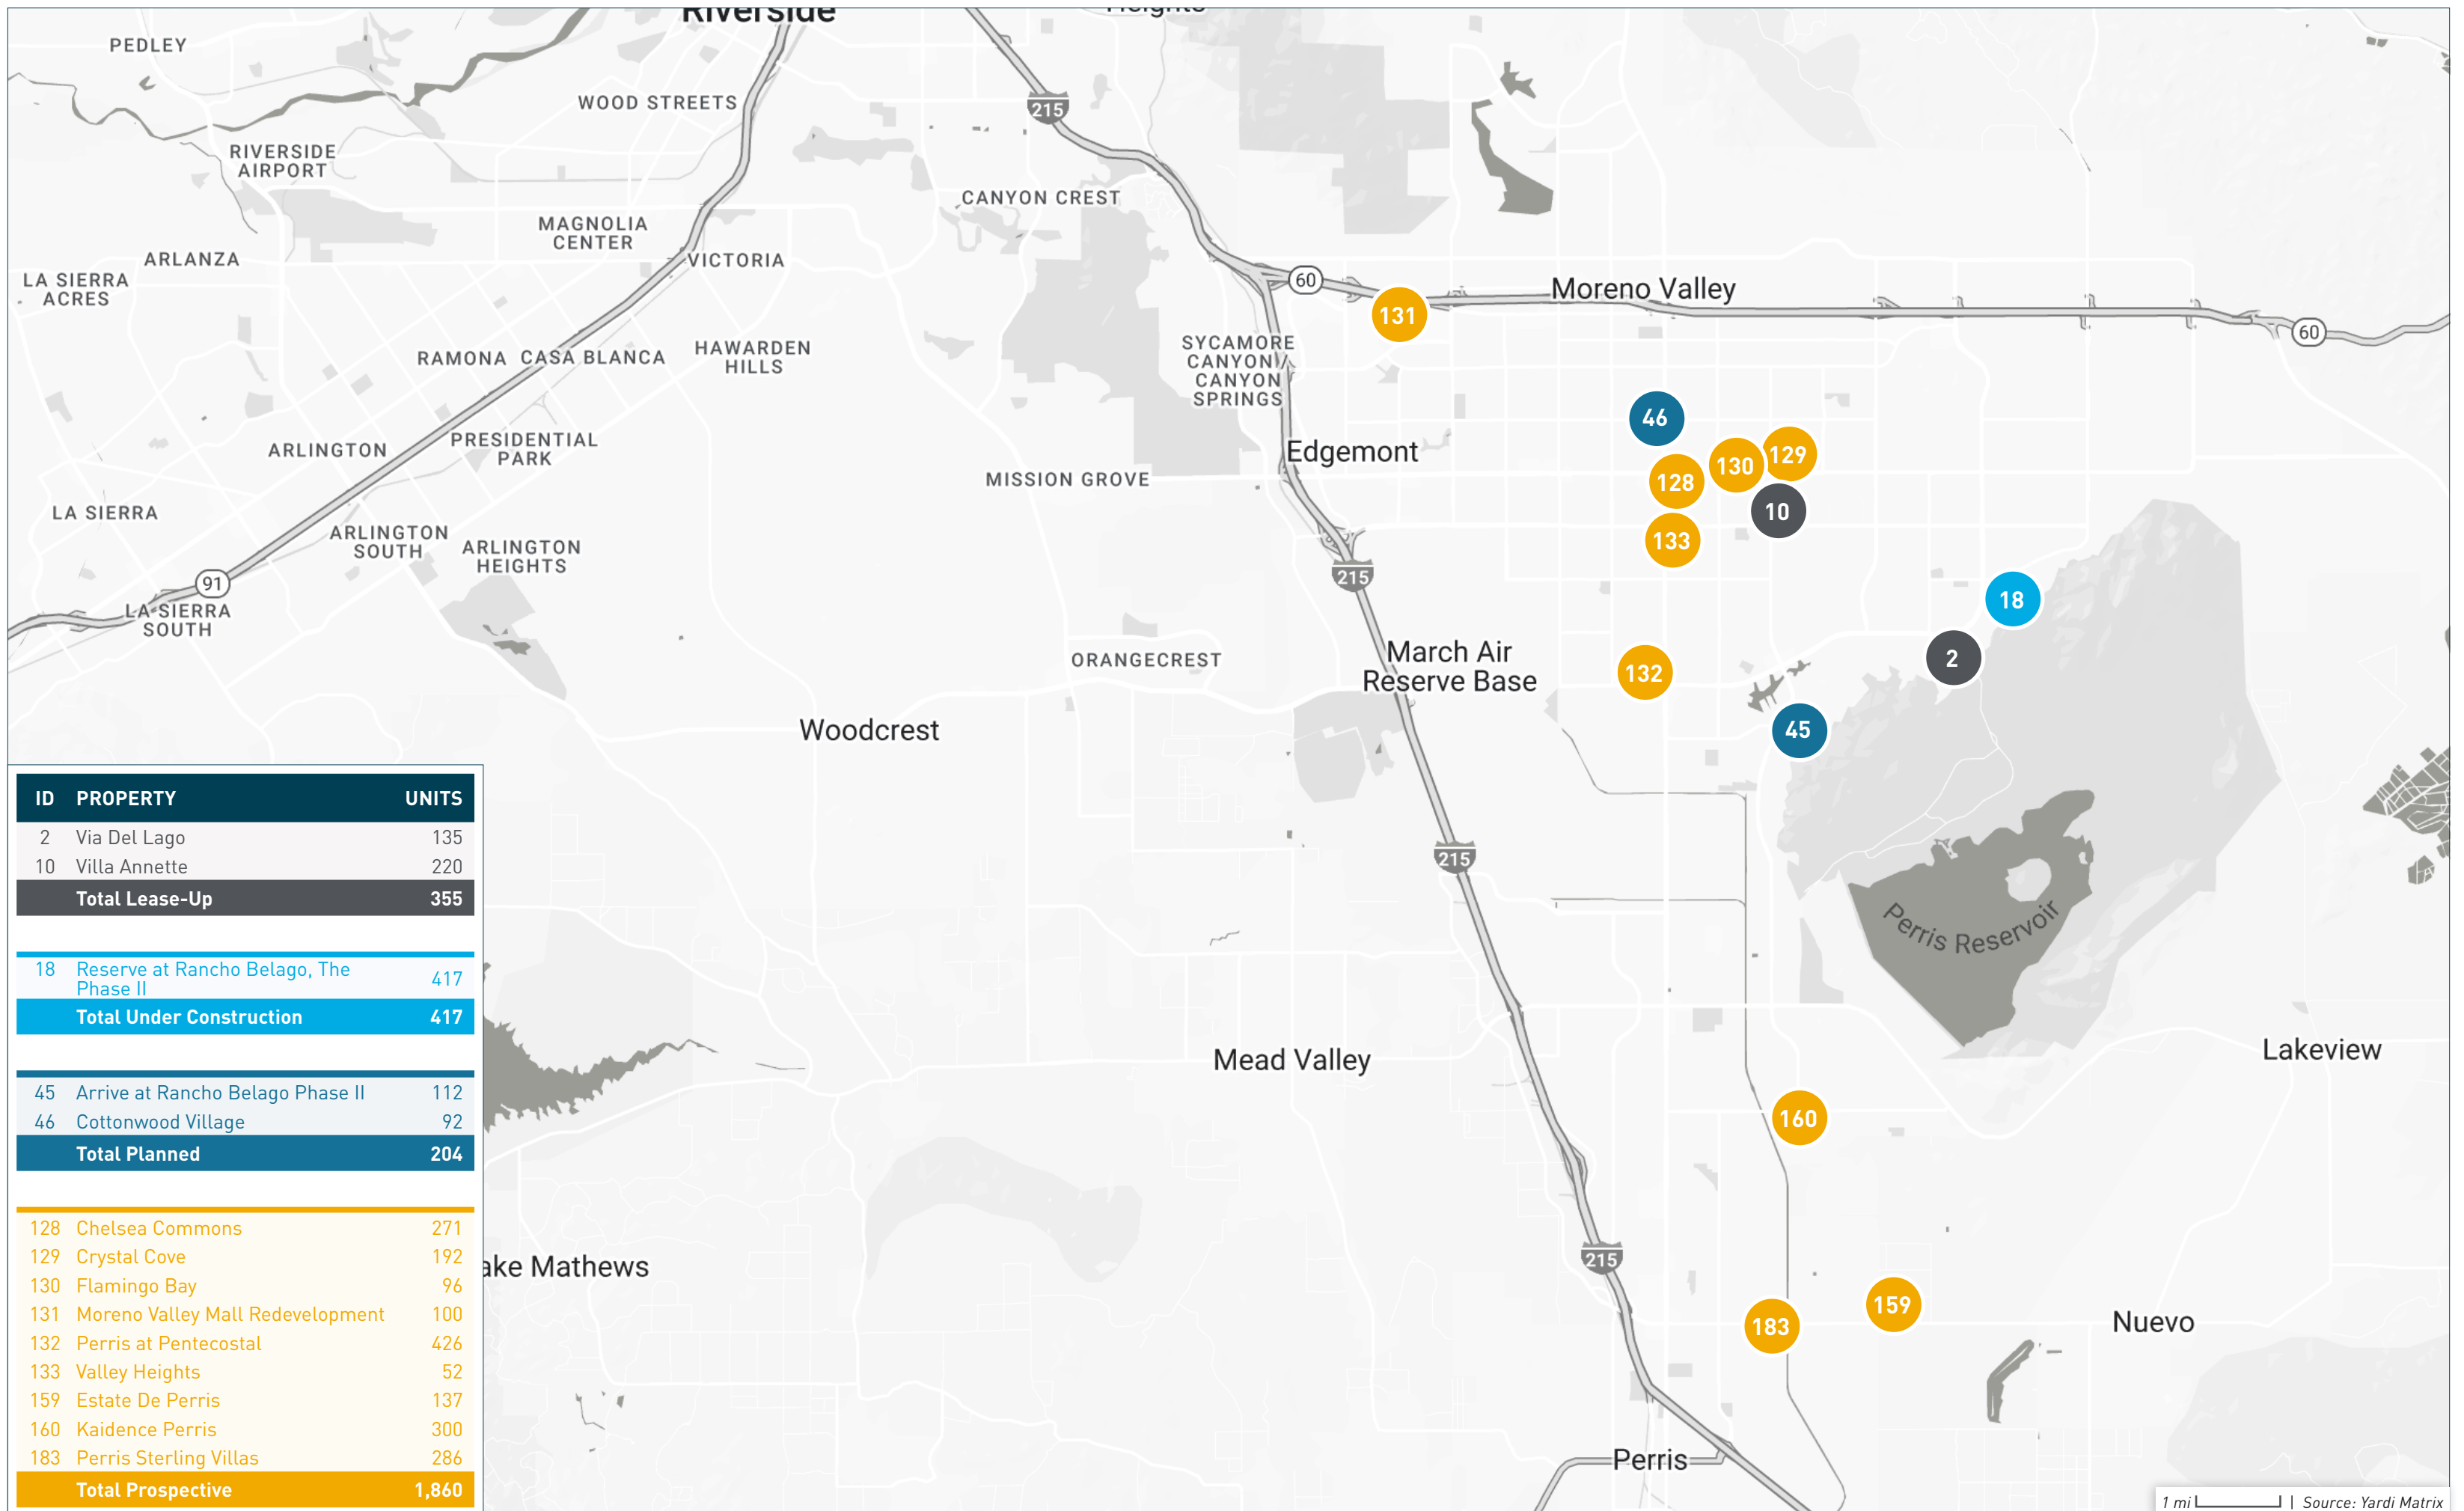 Riverside
Heights
PEDLEY
WOOD STREETS
215
RIVERSIDE
AIRPORT
CANYON CREST
MAGNOLIA
CENTER
ARLANZA
VICTORIA
LA SIERRA
ACRES
60
Moreno Valley
131
60
SYCAMORE
CANYON/
CANYON
SPRINGS
HAWARDEN
HILLS
RAMONA
CASA BLANCA
46
ARLINGTON
PRESIDENTIAL
PARK
Edgemont
129
130
128
MISSION GROVE
10
LA SIERRA
ARLINGTON
SOUTH
133
ARLINGTON
HEIGHTS
215
91
18
LA SIERRA
SOUTH
March Air
Reserve Base
ORANGECREST
2
132
Woodcrest
45
215
Perris Reservoir
Lakeview
Mead Valley
160
215
ake Mathews
159
183
Nuevo
Perris
ID PROPERTY UNITS
2 Via Del Lago 135
10 Villa Annette 220
Total Lease-Up 355
18 Reserve at Rancho Belago, The
Phase II 417
Total Under Construction 417
45 Arrive at Rancho Belago Phase II 112
46 Cottonwood Village 92
Total Planned 204
128 Chelsea Commons 271
129 Crystal Cove 192
130 Flamingo Bay 96
131 Moreno Valley Mall Redevelopment 100
132 Perris at Pentecostal 426
133 Valley Heights 52
159 Estate De Perris 137
160 Kaidence Perris 300
183 Perris Sterling Villas 286
Total Prospective 1,860
1 mi | Source: Yardi Matrix